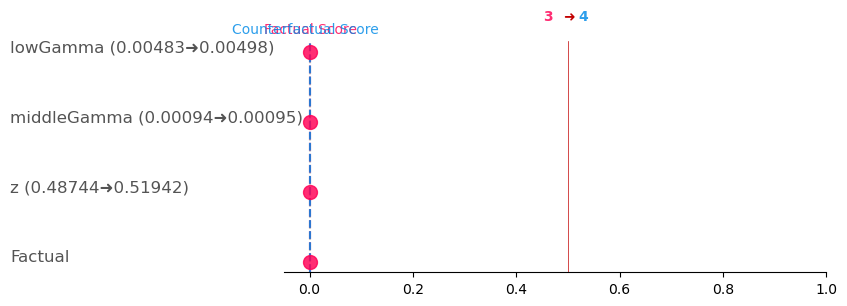 3 ➜ 4
Counterfactual Score
Factual Score
lowGamma (0.00483➜0.00498)
middleGamma (0.00094➜0.00095)
z (0.48744➜0.51942)
Factual
0.0 0.2 0.4 0.6 0.8 1.0